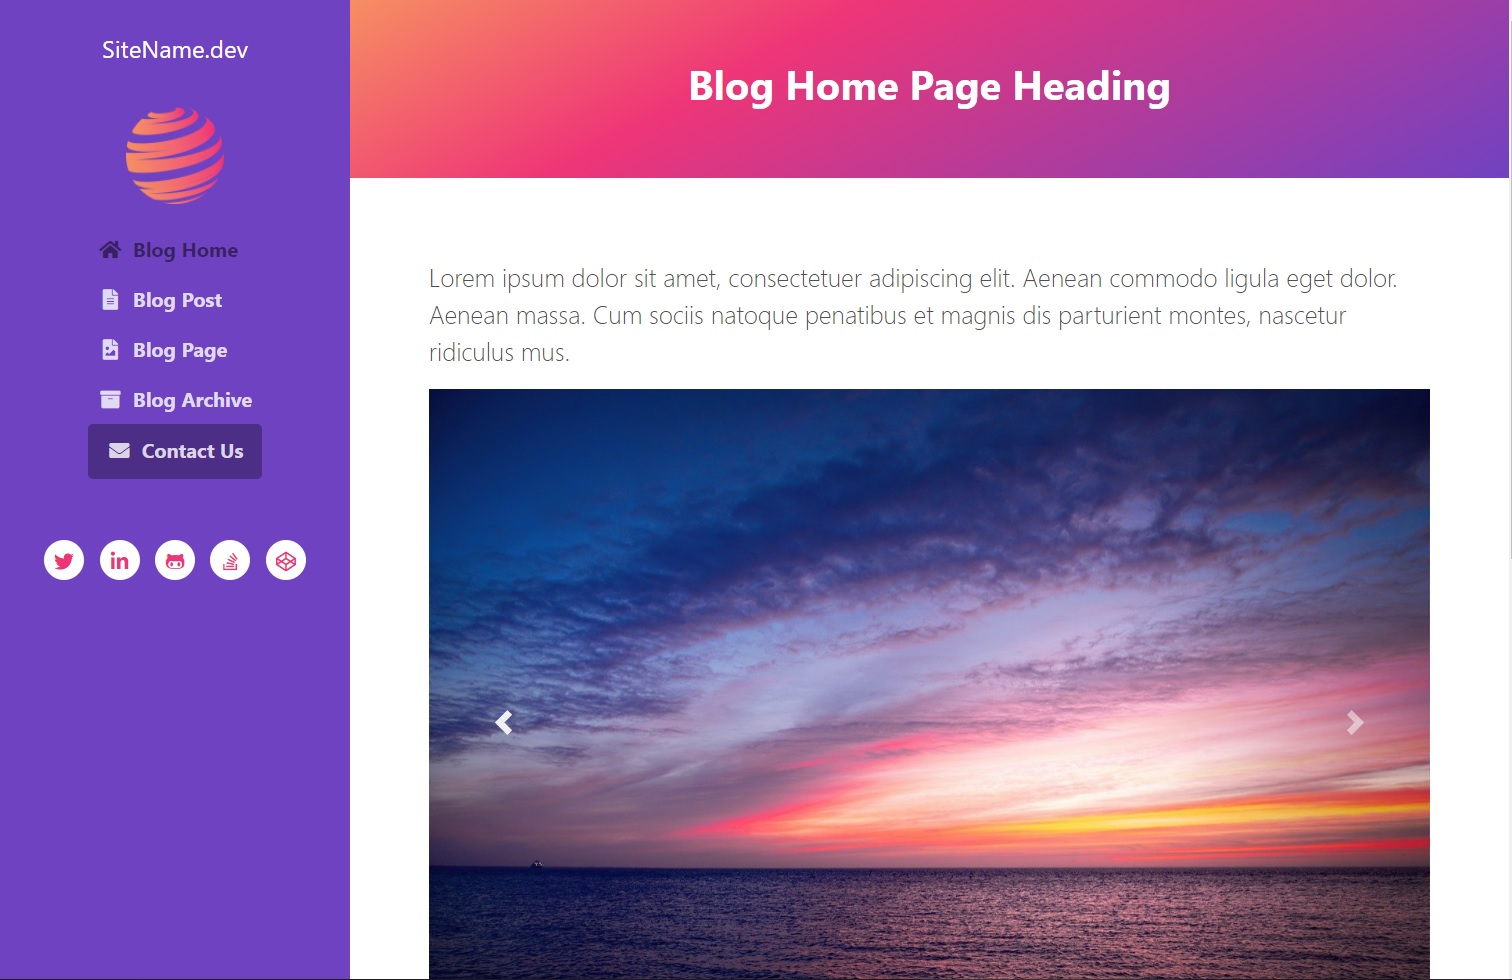 SiteName.dev
Blog Home
Blog Post
Blog Page
Blog Archive
Contact Us
in
Blog Home Page Heading
Lorem ipsum dolor sit amet, consectetuer adipiscing elit. Aenean commodo ligula eget dolor.
Aenean massa. Cum sociis natoque penatibus et magnis dis parturient montes, nascetur
ridiculus mus.